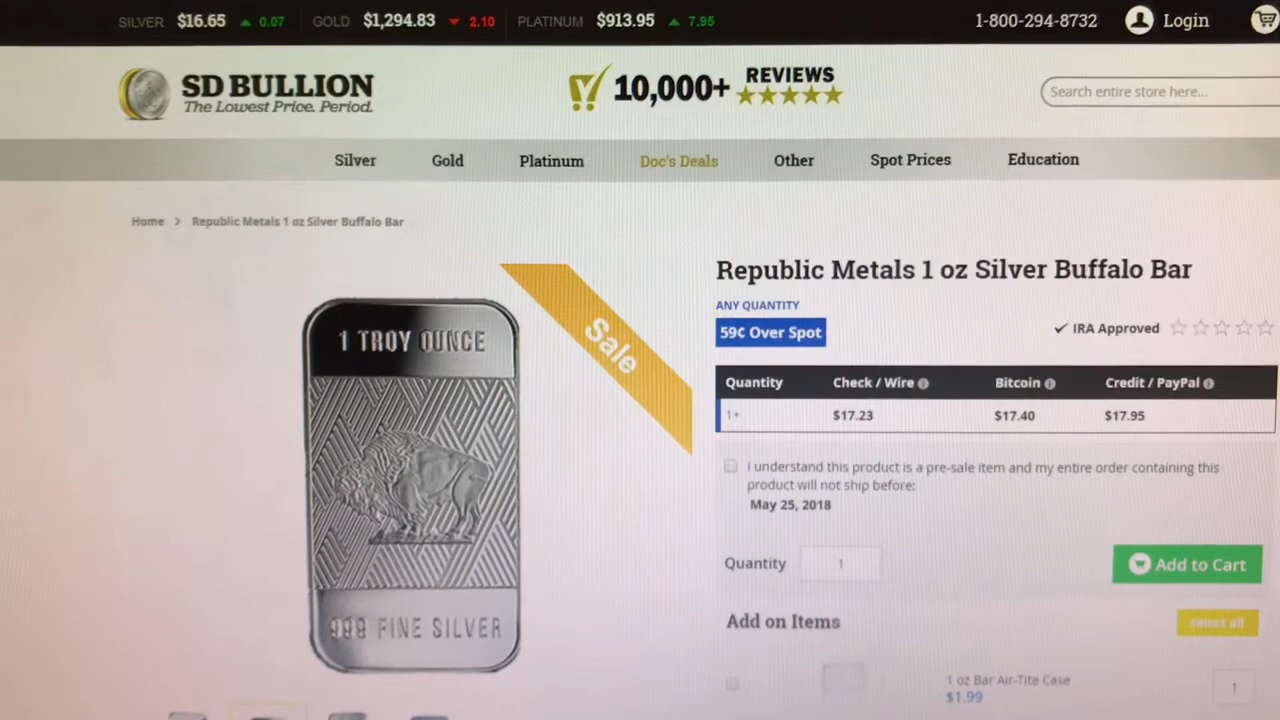 SILVER $16.65 0.07 GOLD $1,294.83 2.10 PLATINUM $913.95 7.95 1-800-294-8732 Login
SD BULLION
The Lowest Price. Period.
10,000+ REVIEWS
Search entire store here...
Silver Gold Platinum Doc's Deals Other Spot Prices Education
Home > Republic Metals 1 oz Silver Buffalo Bar
Sale
1 TROY OUNCE
999 FINE SILVER
Republic Metals 1 oz Silver Buffalo Bar
ANY QUANTITY
59¢ Over Spot
IRA Approved
Quantity Check / Wire Bitcoin Credit / PayPal
1+ $17.23 $17.40 $17.95
I understand this product is a pre-sale item and my entire order containing this
product will not ship before:
May 25, 2018
Quantity 1 Add to Cart
Add on Items select all
1 oz Bar Air-Tite Case 1
$1.99